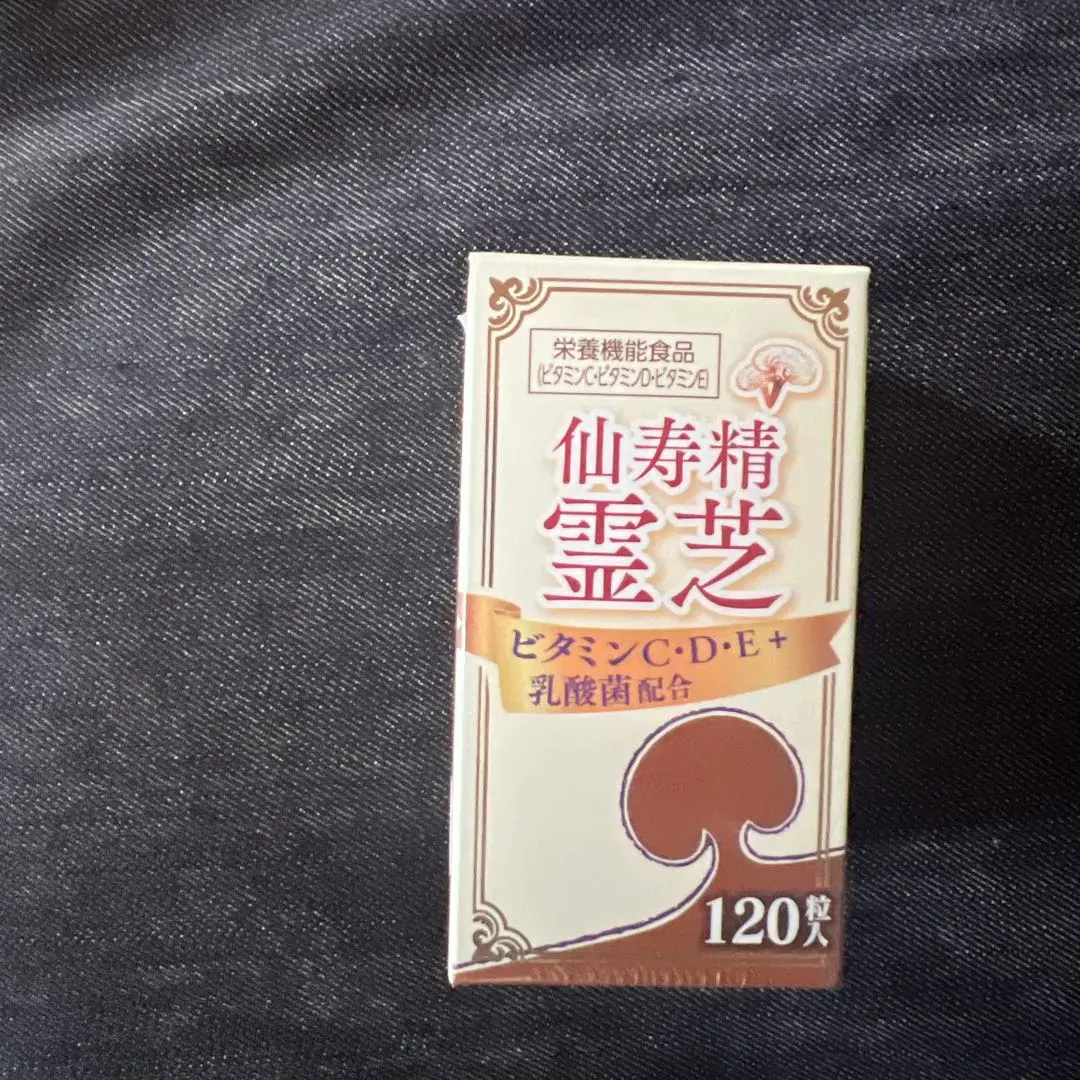 栄養機能食品
(ビタミンC・ビタミンD・ビタミンE)
仙寿精
霊芝
ビタミンC・D・E+
乳酸菌配合
120粒入